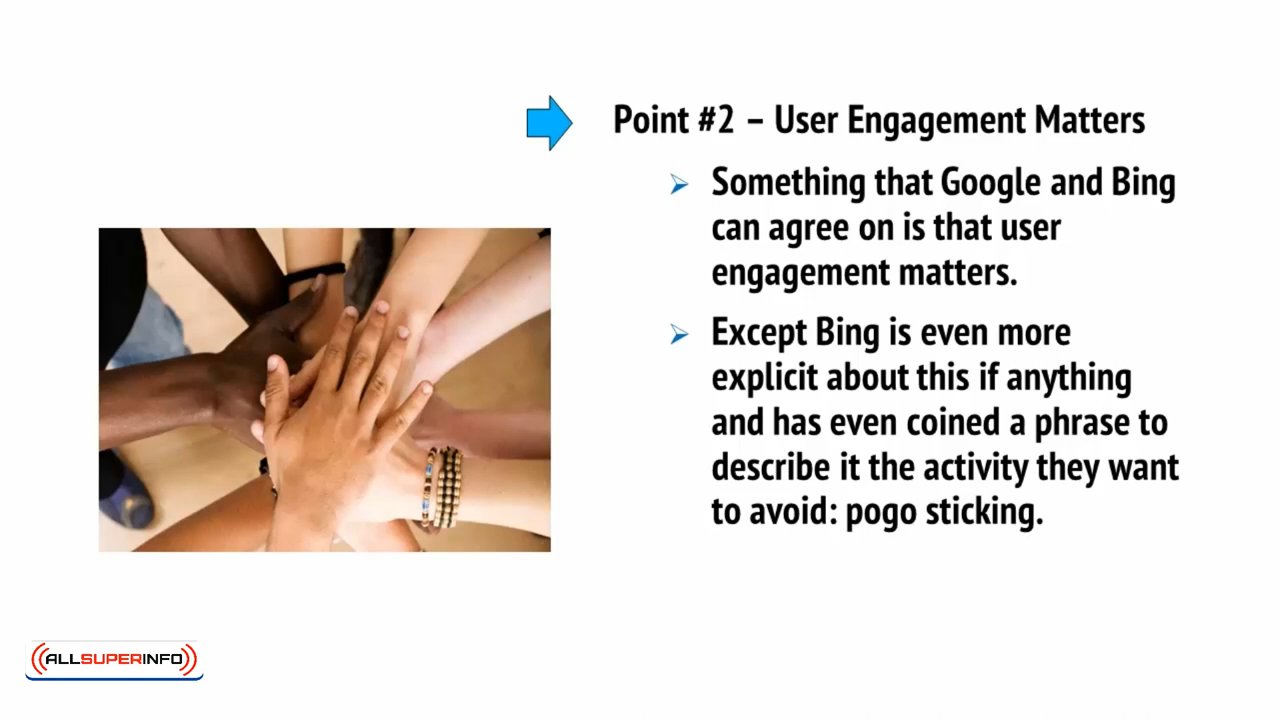 Point #2 – User Engagement Matters
Something that Google and Bing
can agree on is that user
engagement matters.
Except Bing is even more
explicit about this if anything
and has even coined a phrase to
describe it the activity they want
to avoid: pogo sticking.
ALLSUPERINFO